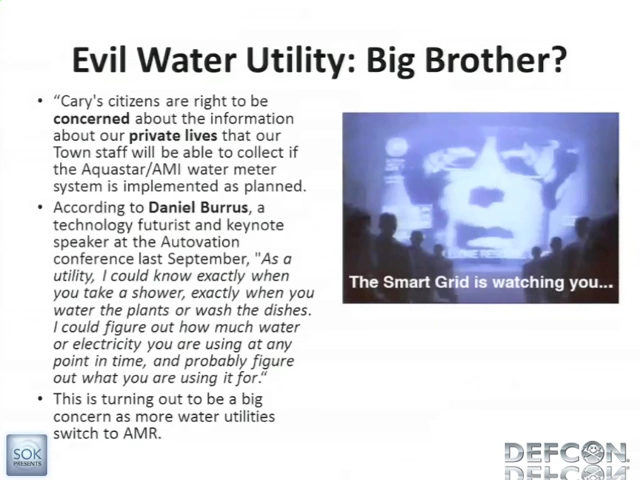 Evil Water Utility: Big Brother?
• “Cary's citizens are right to be
concerned about the information
about our private lives that our
Town staff will be able to collect if
the Aquastar/AMI water meter
system is implemented as planned.
• According to Daniel Burrus, a
technology futurist and keynote
speaker at the Autovation
conference last September, "As a
utility, I could know exactly when
you take a shower, exactly when you
water the plants or wash the dishes.
I could figure out how much water
or electricity you are using at any
point in time, and probably figure
out what you are using it for.“
• This is turning out to be a big
concern as more water utilities
switch to AMR.
The Smart Grid is watching you...
SOK
PRESENTS
DEFCON